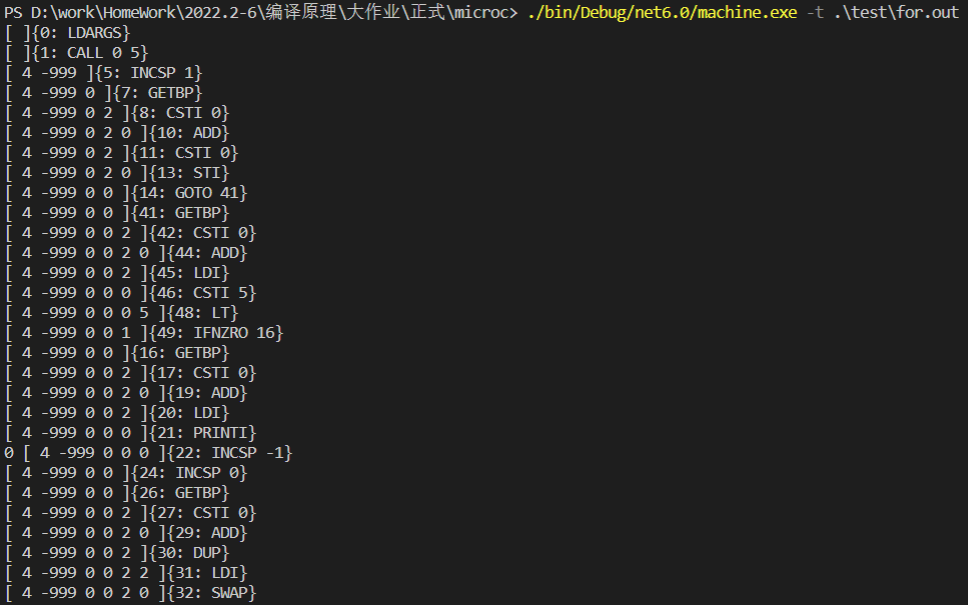 PS D:\work\HomeWork\2022.2-6\编译原理\大作业\正式\microc> ./bin/Debug/net6.0/machine.exe -t .\test\for.out
[ ]{0: LDARGS}
[ ]{1: CALL 0 5}
[ 4 -999 ]{5: INCSP 1}
[ 4 -999 0 ]{7: GETBP}
[ 4 -999 0 2 ]{8: CSTI 0}
[ 4 -999 0 2 0 ]{10: ADD}
[ 4 -999 0 2 ]{11: CSTI 0}
[ 4 -999 0 2 0 ]{13: STI}
[ 4 -999 0 0 ]{14: GOTO 41}
[ 4 -999 0 0 ]{41: GETBP}
[ 4 -999 0 0 2 ]{42: CSTI 0}
[ 4 -999 0 0 2 0 ]{44: ADD}
[ 4 -999 0 0 2 ]{45: LDI}
[ 4 -999 0 0 0 ]{46: CSTI 5}
[ 4 -999 0 0 0 5 ]{48: LT}
[ 4 -999 0 0 1 ]{49: IFNZRO 16}
[ 4 -999 0 0 ]{16: GETBP}
[ 4 -999 0 0 2 ]{17: CSTI 0}
[ 4 -999 0 0 2 0 ]{19: ADD}
[ 4 -999 0 0 2 ]{20: LDI}
[ 4 -999 0 0 0 ]{21: PRINTI}
0 [ 4 -999 0 0 0 ]{22: INCSP -1}
[ 4 -999 0 0 ]{24: INCSP 0}
[ 4 -999 0 0 ]{26: GETBP}
[ 4 -999 0 0 2 ]{27: CSTI 0}
[ 4 -999 0 0 2 0 ]{29: ADD}
[ 4 -999 0 0 2 ]{30: DUP}
[ 4 -999 0 0 2 2 ]{31: LDI}
[ 4 -999 0 0 2 0 ]{32: SWAP}